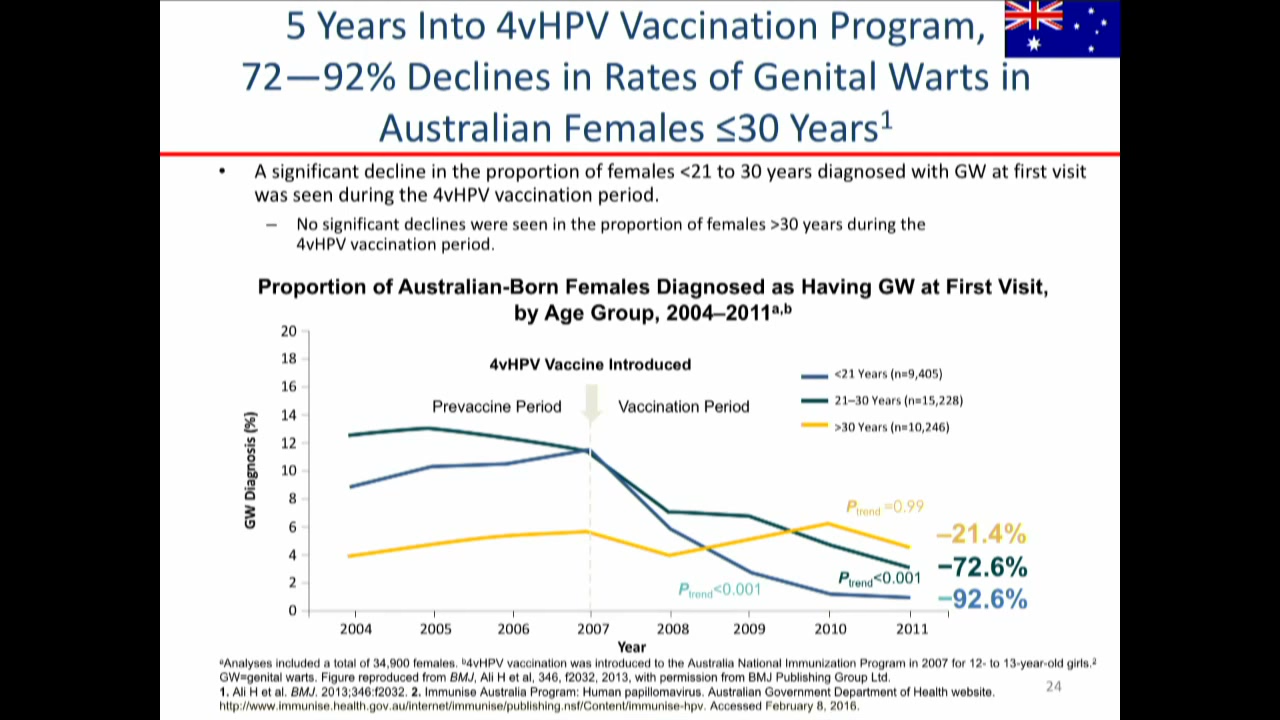 5 Years Into 4vHPV Vaccination Program,
72—92% Declines in Rates of Genital Warts in
Australian Females ≤30 Years1
• A significant decline in the proportion of females <21 to 30 years diagnosed with GW at first visit
was seen during the 4vHPV vaccination period.
– No significant declines were seen in the proportion of females >30 years during the
4vHPV vaccination period.
Proportion of Australian-Born Females Diagnosed as Having GW at First Visit,
by Age Group, 2004–2011a,b
GW Diagnosis (%)
20
18
16
14
12
10
8
6
4
2
0
4vHPV Vaccine Introduced
Prevaccine Period
Vaccination Period
<21 Years (n=9,405)
21–30 Years (n=15,228)
>30 Years (n=10,246)
Ptrend =0.99
Ptrend<0.001
Ptrend<0.001
–21.4%
–72.6%
–92.6%
2004 2005 2006 2007 2008 2009 2010 2011
Year
aAnalyses included a total of 34,900 females. b4vHPV vaccination was introduced to the Australia National Immunization Program in 2007 for 12- to 13-year-old girls.2
GW=genital warts. Figure reproduced from BMJ, Ali H et al, 346, f2032, 2013, with permission from BMJ Publishing Group Ltd.
1. Ali H et al. BMJ. 2013;346:f2032. 2. Immunise Australia Program: Human papillomavirus. Australian Government Department of Health website.
http://www.immunise.health.gov.au/internet/immunise/publishing.nsf/Content/immunise-hpv. Accessed February 8, 2016.
24